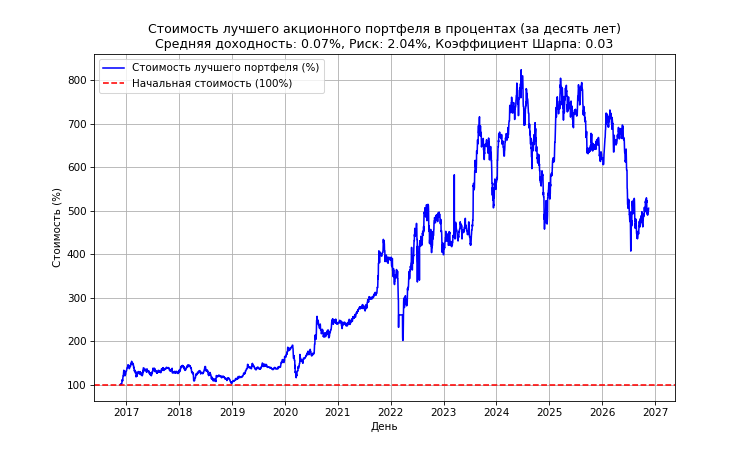 Стоимость лучшего акционного портфеля в процентах (за десять лет)
Средняя доходность: 0.07%, Риск: 2.04%, Коэффициент Шарпа: 0.03
Стоимость лучшего портфеля (%)
Начальная стоимость (100%)
Стоимость (%)
800
700
600
500
400
300
200
100
2017 2018 2019 2020 2021 2022 2023 2024 2025 2026 2027
День